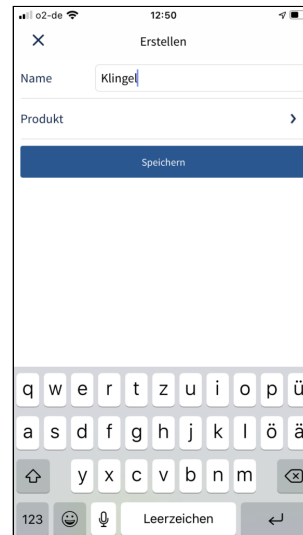 o2-de 12:50
Erstellen
Name Klingel
Produkt
Speichern
q w e r t z u i o p ü
a s d f g h j k l ö ä
y x c v b n m
123 Leerzeichen